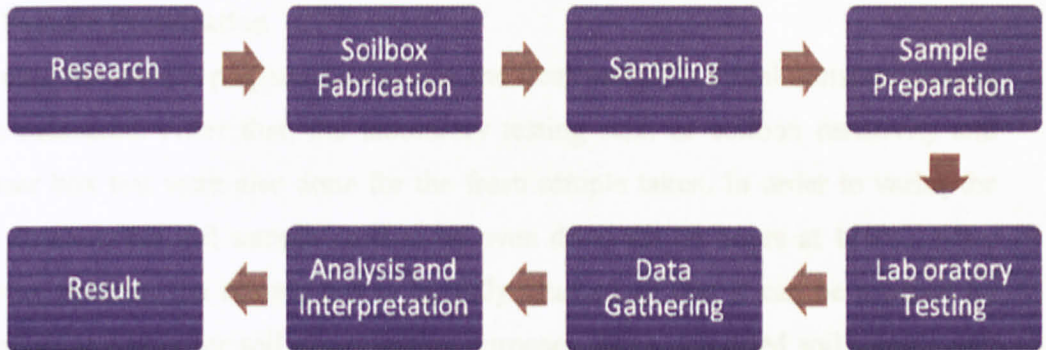 Research
Soilbox
Fabrication
Sampling
Sample
Preparation
Lab oratory
Testing
Data
Gathering
Analysis and
Interpretation
Result